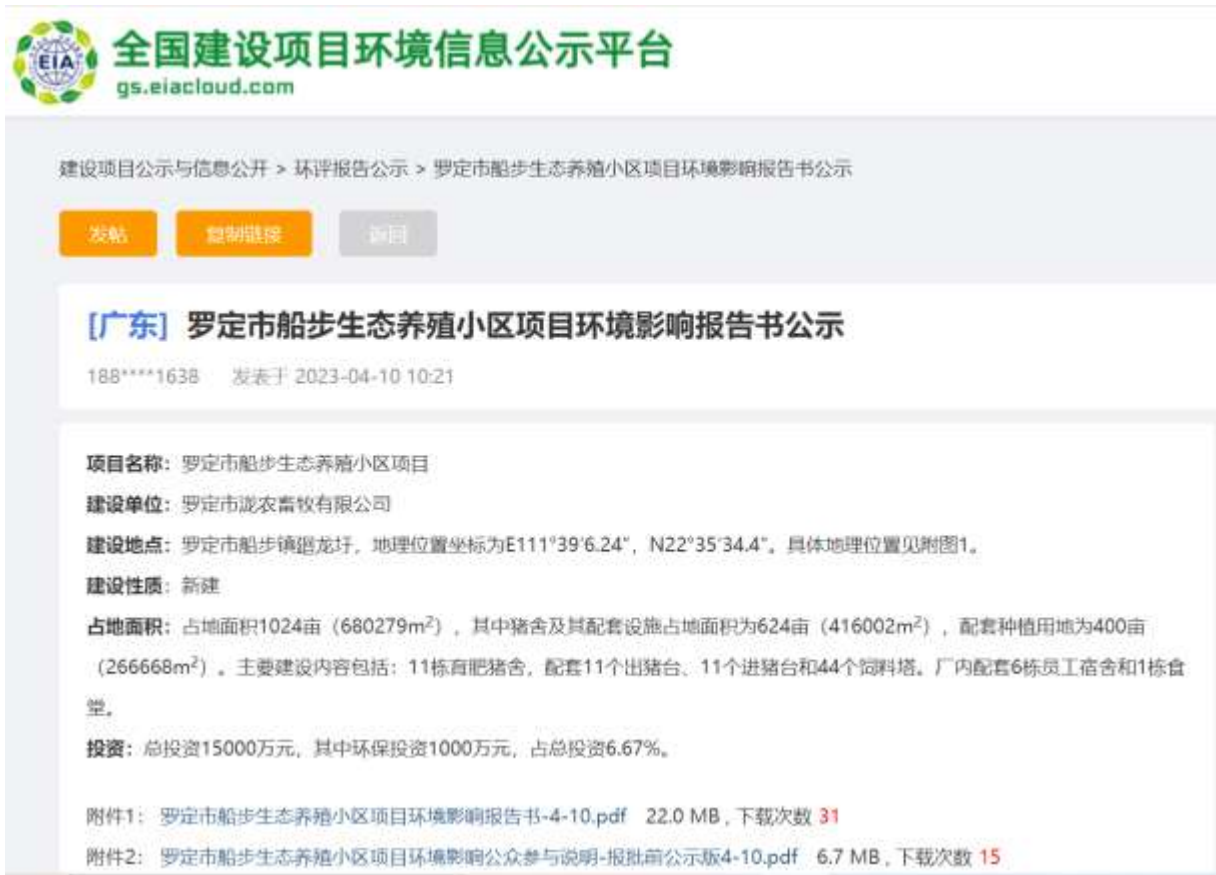 EIA
全国建设项目环境信息公示平台
gs.eiacloud.com
建设项目公示与信息公开 > 环评报告公示 > 罗定市船步生态养殖小区项目环境影响报告书公示
发帖 复制链接 返回
[广东] 罗定市船步生态养殖小区项目环境影响报告书公示
188****1638 发表于 2023-04-10 10:21
项目名称：罗定市船步生态养殖小区项目
建设单位：罗定市泷农畜牧有限公司
建设地点：罗定市船步镇龙圩，地理位置坐标为E111°39'6.24"，N22°35'34.4"。具体地理位置见附图1。
建设性质：新建
占地面积：占地面积1024亩（680279m²），其中猪舍及其配套设施占地面积为624亩（416002m²），配套种植用地为400亩
（266668m²）。主要建设内容包括：11栋育肥猪舍，配套11个出猪台、11个进猪台和44个饲料塔。厂内配套6栋员工宿舍和1栋食
堂。
投资：总投资15000万元，其中环保投资1000万元，占总投资6.67%。
附件1： 罗定市船步生态养殖小区项目环境影响报告书-4-10.pdf 22.0 MB , 下载次数 31
附件2： 罗定市船步生态养殖小区项目环境影响公众参与说明-报批前公示版4-10.pdf 6.7 MB , 下载次数 15